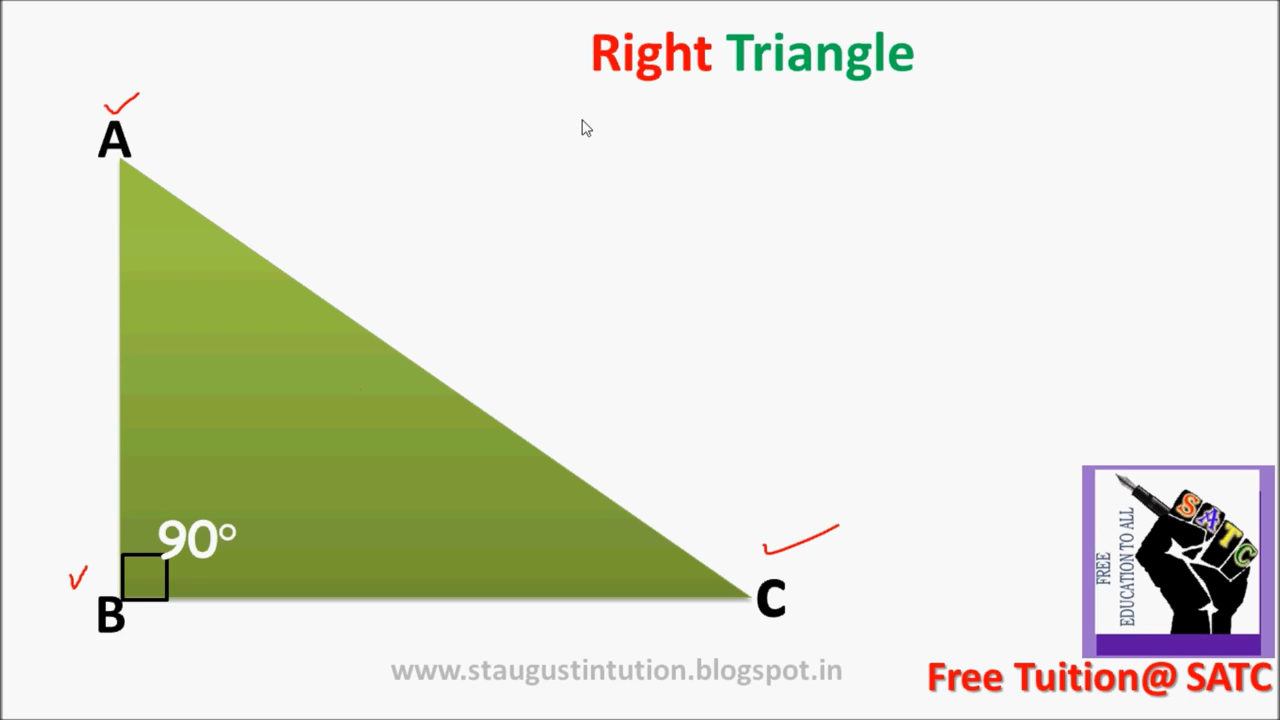 Right Triangle
A
90°
B
C
FREE
EDUCATION TO ALL
SATC
www.staugustintution.blogspot.in
Free Tuition@ SATC